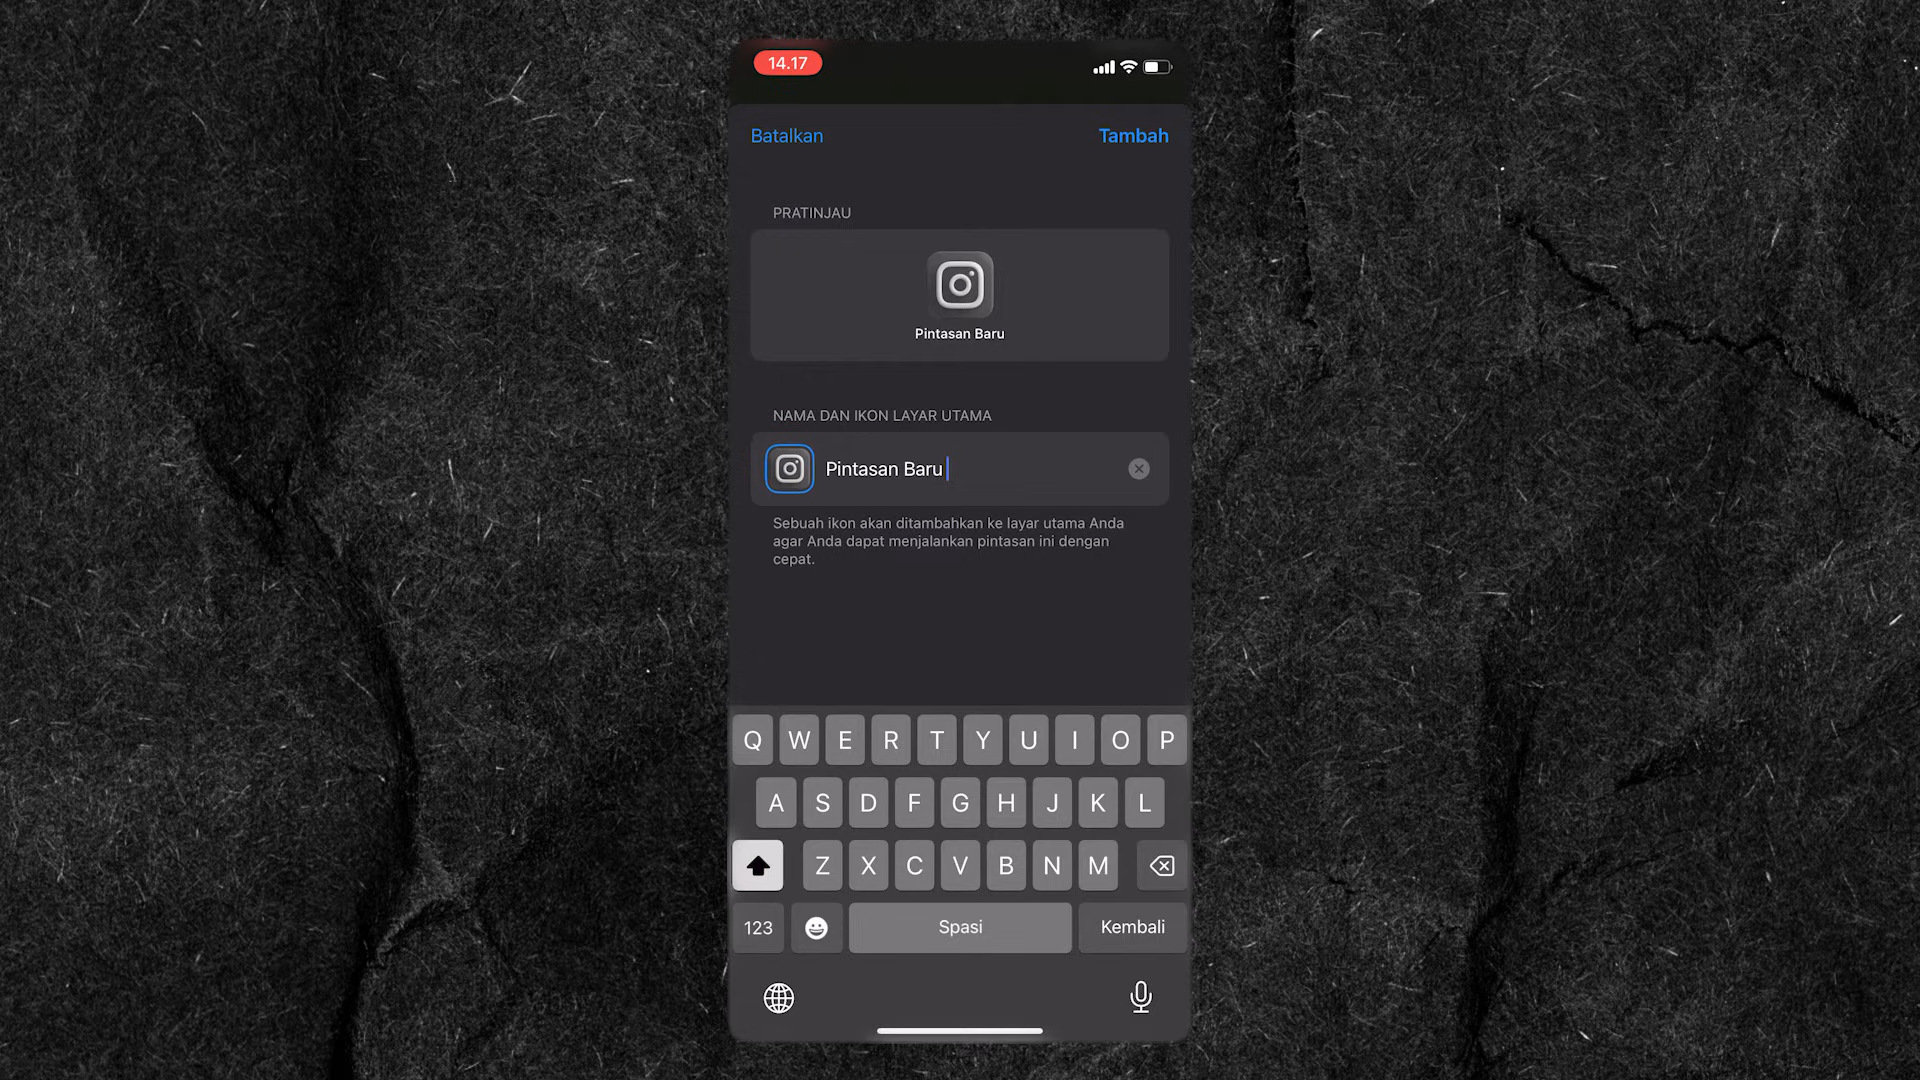 14.17
Batalkan
Tambah
PRATINJAU
Pintasan Baru
NAMA DAN IKON LAYAR UTAMA
Pintasan Baru
Sebuah ikon akan ditambahkan ke layar utama Anda
agar Anda dapat menjalankan pintasan ini dengan
cepat.
Q W E R T Y U I O P
A S D F G H J K L
Z X C V B N M
123 Spasi Kembali